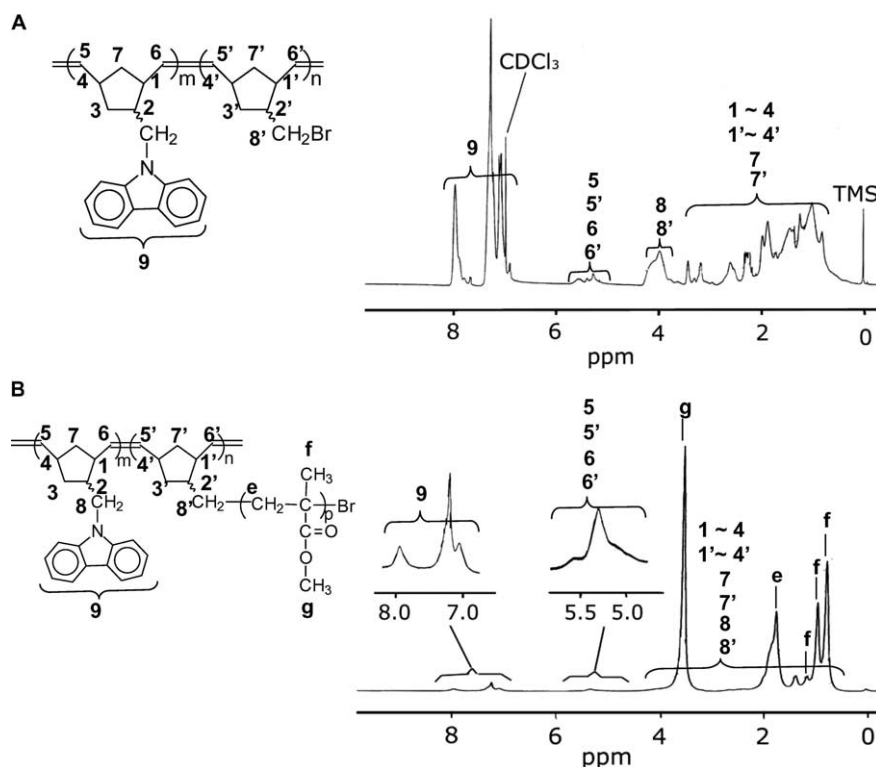 A
5 7 6 5' 7' 6'
4 1 m 4' 1' n
3 2 3' 2'
CH2 8' CH2Br
N
9
9
5
5'
6
6'
8
8'
CDCl3
1 ~ 4
1'~ 4'
7
7'
TMS
8 6 4 2 0
ppm
B
5 7 6 5' 7' 6'
4 1 m 4' 1' n
3 2 3' 2'
8 CH2 8' CH2 e CH2 C p Br
f
CH3
C=O
O
CH3
g
N
9
9
8.0 7.0
5
5'
6
6'
5.5 5.0
g
1 ~ 4
1'~ 4'
7
7'
8
8'
e
f
f
f
8 6 4 2 0
ppm